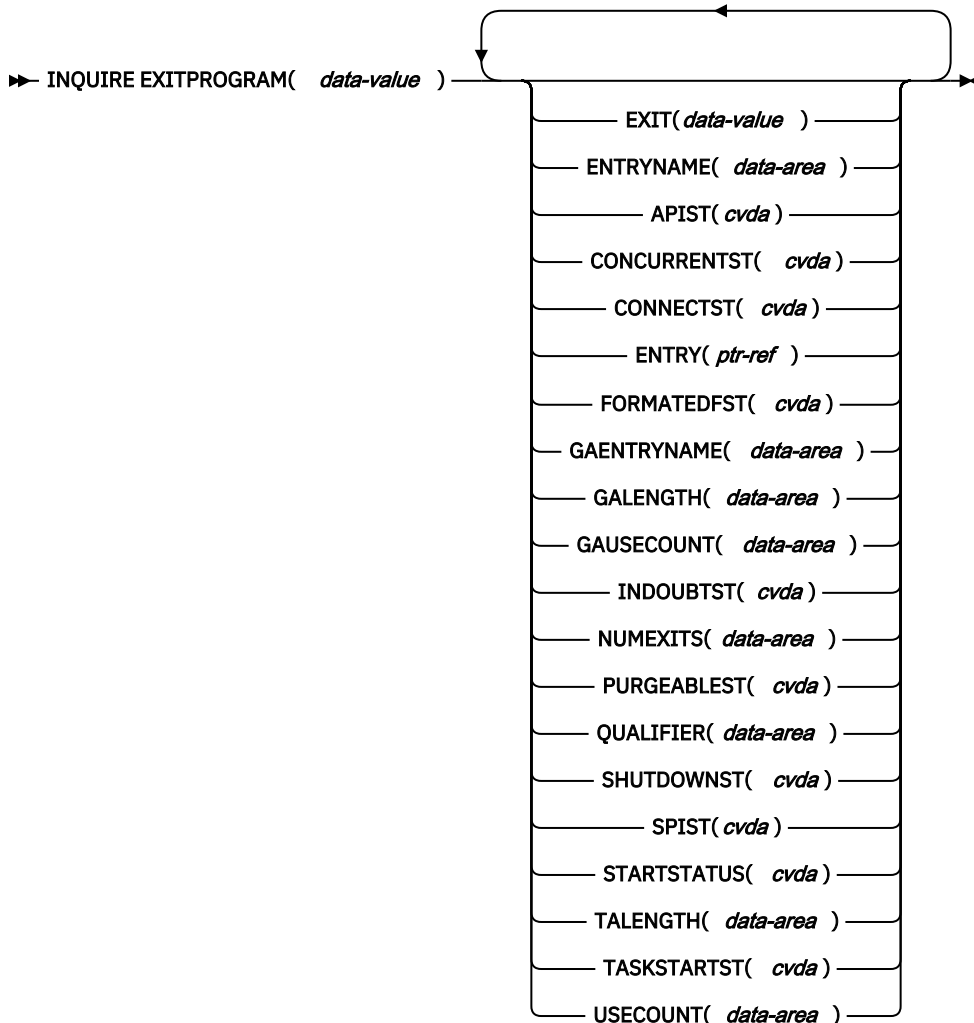 INQUIRE EXITPROGRAM( data-value )
EXIT( data-value )
ENTRYNAME( data-area )
APIST( cvda )
CONCURRENTST( cvda )
CONNECTST( cvda )
ENTRY( ptr-ref )
FORMATEDFST( cvda )
GAENTRYNAME( data-area )
GALENGTH( data-area )
GAUSECOUNT( data-area )
INDOUBTST( cvda )
NUMEXITS( data-area )
PURGEABLEST( cvda )
QUALIFIER( data-area )
SHUTDOWNST( cvda )
SPIST( cvda )
STARTSTATUS( cvda )
TALENGTH( data-area )
TASKSTARTST( cvda )
USECOUNT( data-area )